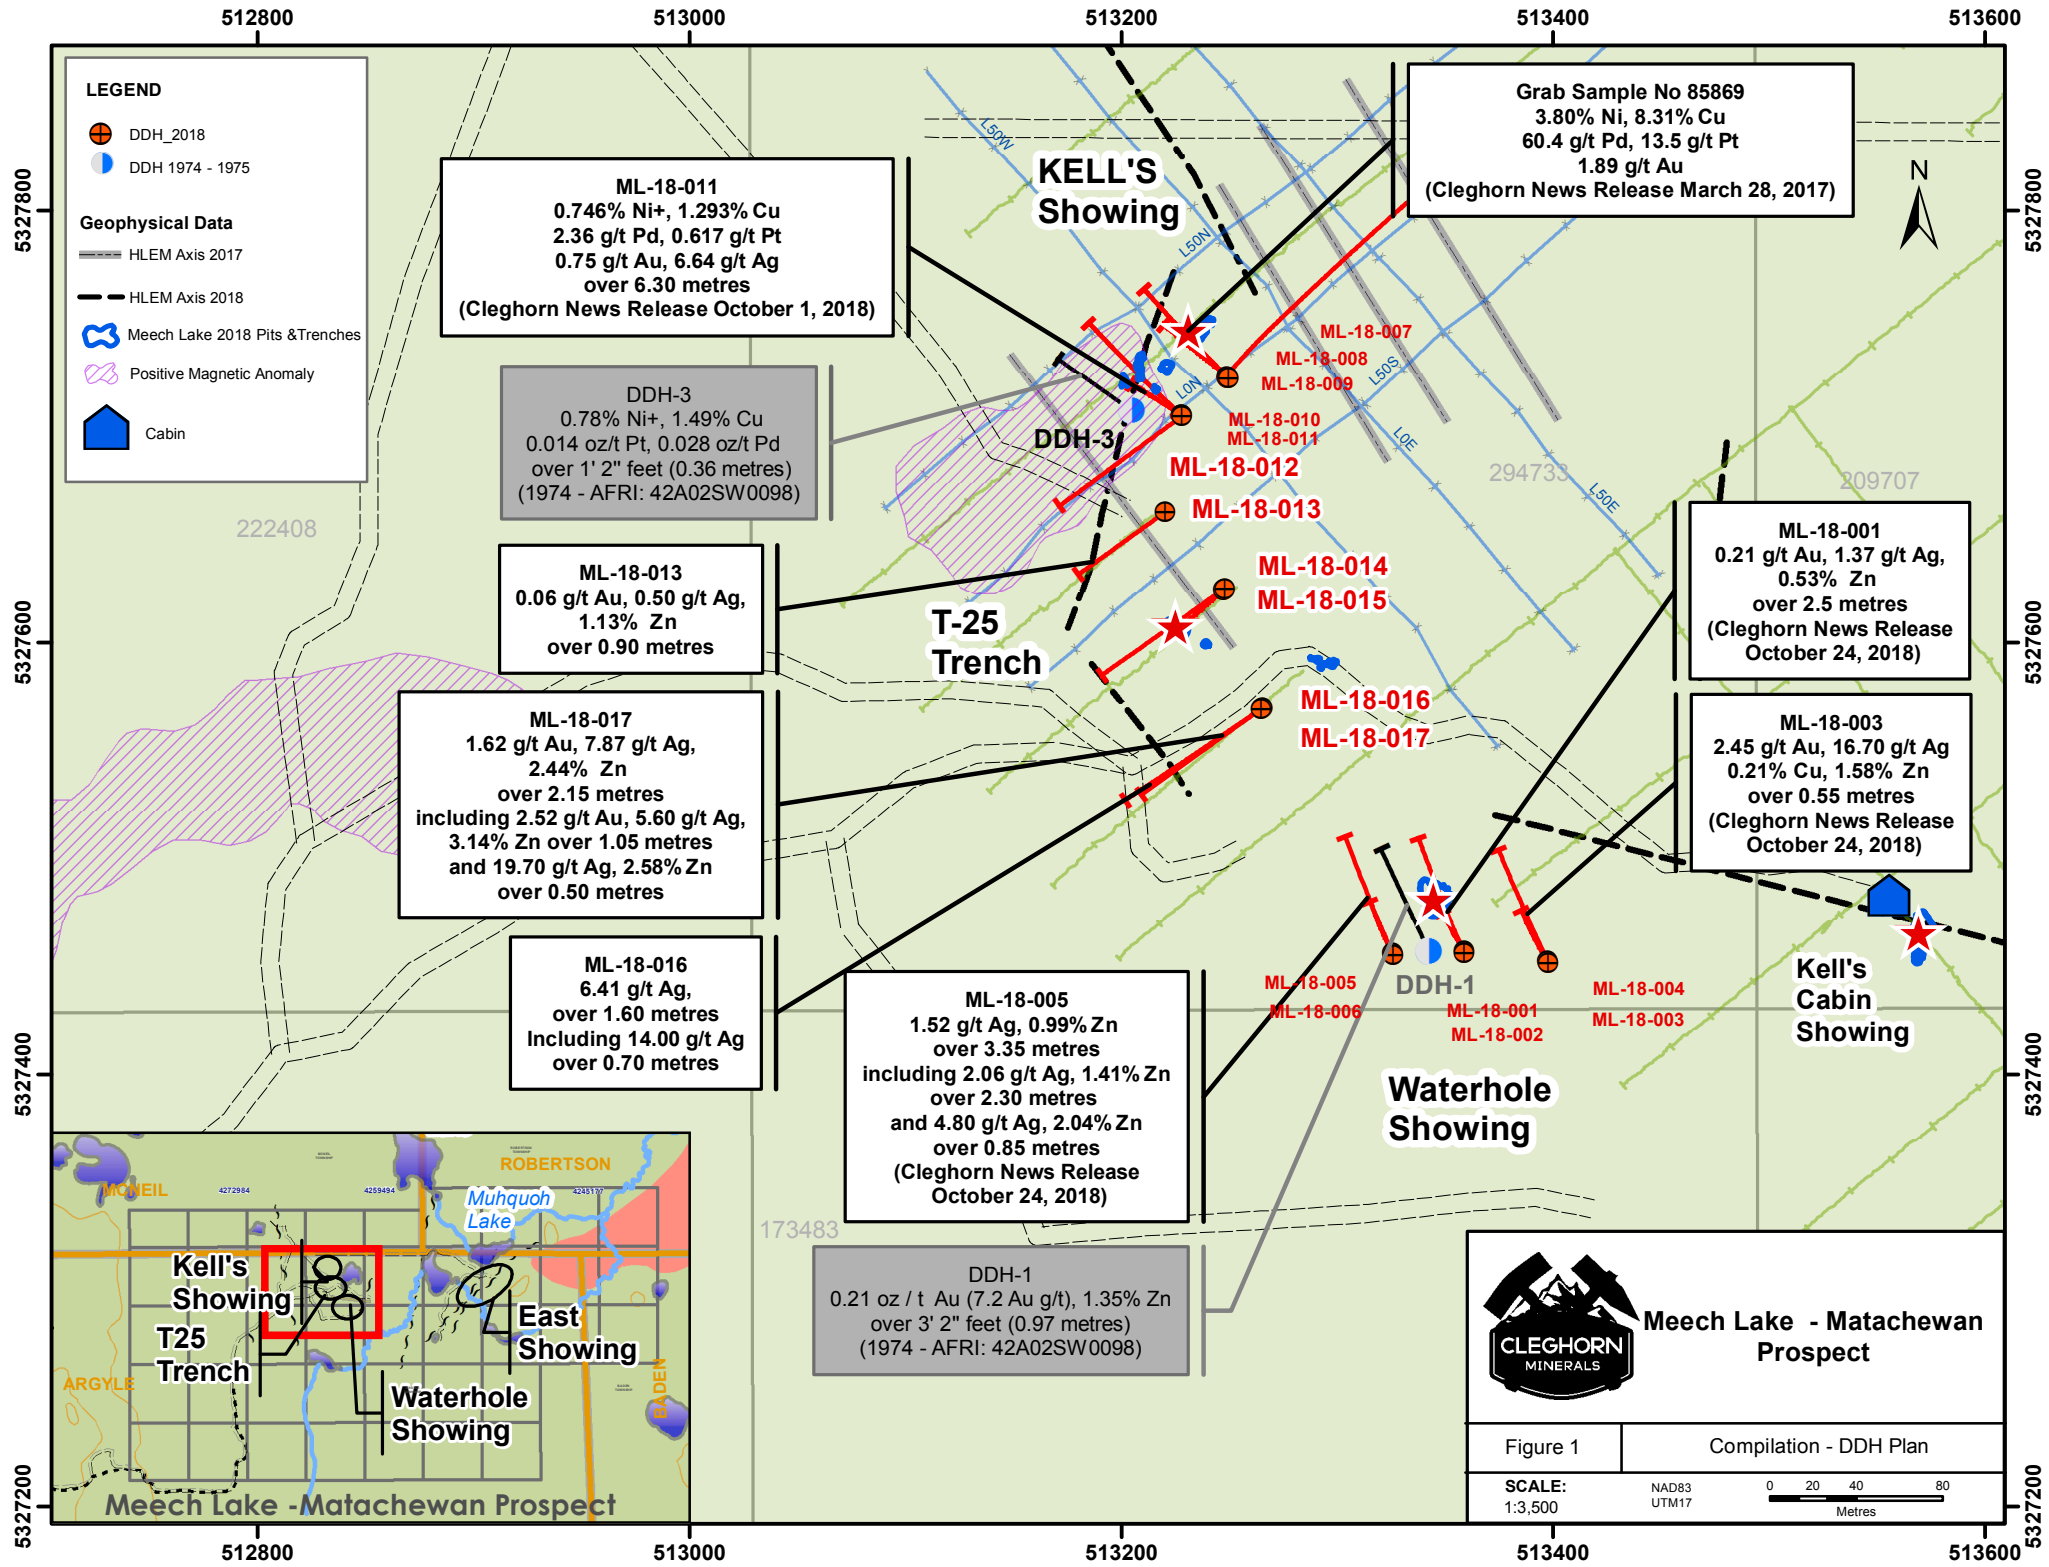 512800
513000
513200
513400
513600
5327800
5327600
5327400
5327200
LEGEND
DDH_2018
DDH 1974 - 1975
Geophysical Data
HLEM Axis 2017
HLEM Axis 2018
Meech Lake 2018 Pits &Trenches
Positive Magnetic Anomaly
Cabin
ML-18-011
0.746% Ni+, 1.293% Cu
2.36 g/t Pd, 0.617 g/t Pt
0.75 g/t Au, 6.64 g/t Ag
over 6.30 metres
(Cleghorn News Release October 1, 2018)
KELL'S
Showing
Grab Sample No 85869
3.80% Ni, 8.31% Cu
60.4 g/t Pd, 13.5 g/t Pt
1.89 g/t Au
(Cleghorn News Release March 28, 2017)
N
L50W
L50N
L0N
L50S
L0E
L50E
DDH-3
0.78% Ni+, 1.49% Cu
0.014 oz/t Pt, 0.028 oz/t Pd
over 1' 2" feet (0.36 metres)
(1974 - AFRI: 42A02SW0098)
DDH-3
ML-18-007
ML-18-008
ML-18-009
ML-18-010
ML-18-011
ML-18-012
ML-18-013
ML-18-014
ML-18-015
ML-18-016
ML-18-017
222408
294733
209707
173483
ML-18-013
0.06 g/t Au, 0.50 g/t Ag,
1.13% Zn
over 0.90 metres
T-25
Trench
ML-18-001
0.21 g/t Au, 1.37 g/t Ag,
0.53% Zn
over 2.5 metres
(Cleghorn News Release
October 24, 2018)
ML-18-017
1.62 g/t Au, 7.87 g/t Ag,
2.44% Zn
over 2.15 metres
including 2.52 g/t Au, 5.60 g/t Ag,
3.14% Zn over 1.05 metres
and 19.70 g/t Ag, 2.58% Zn
over 0.50 metres
ML-18-003
2.45 g/t Au, 16.70 g/t Ag
0.21% Cu, 1.58% Zn
over 0.55 metres
(Cleghorn News Release
October 24, 2018)
ML-18-016
6.41 g/t Ag,
over 1.60 metres
Including 14.00 g/t Ag
over 0.70 metres
ML-18-005
1.52 g/t Ag, 0.99% Zn
over 3.35 metres
including 2.06 g/t Ag, 1.41% Zn
over 2.30 metres
and 4.80 g/t Ag, 2.04% Zn
over 0.85 metres
(Cleghorn News Release
October 24, 2018)
ML-18-005
ML-18-006
DDH-1
ML-18-001
ML-18-002
ML-18-004
ML-18-003
Kell's
Cabin
Showing
Waterhole
Showing
DDH-1
0.21 oz / t Au (7.2 Au g/t), 1.35% Zn
over 3' 2" feet (0.97 metres)
(1974 - AFRI: 42A02SW0098)
MCNEIL
ROBERTSON
4272984
4259494
4245177
Muhquoh
Lake
Kell's
Showing
T25
Trench
East
Showing
Waterhole
Showing
ARGYLE
BADEN
Meech Lake -Matachewan Prospect
CLEGHORN
MINERALS
Meech Lake - Matachewan
Prospect
Figure 1
Compilation - DDH Plan
SCALE:
1:3,500
NAD83
UTM17
0 20 40 80
Metres
512800
513000
513200
513400
513600
5327800
5327600
5327400
5327200